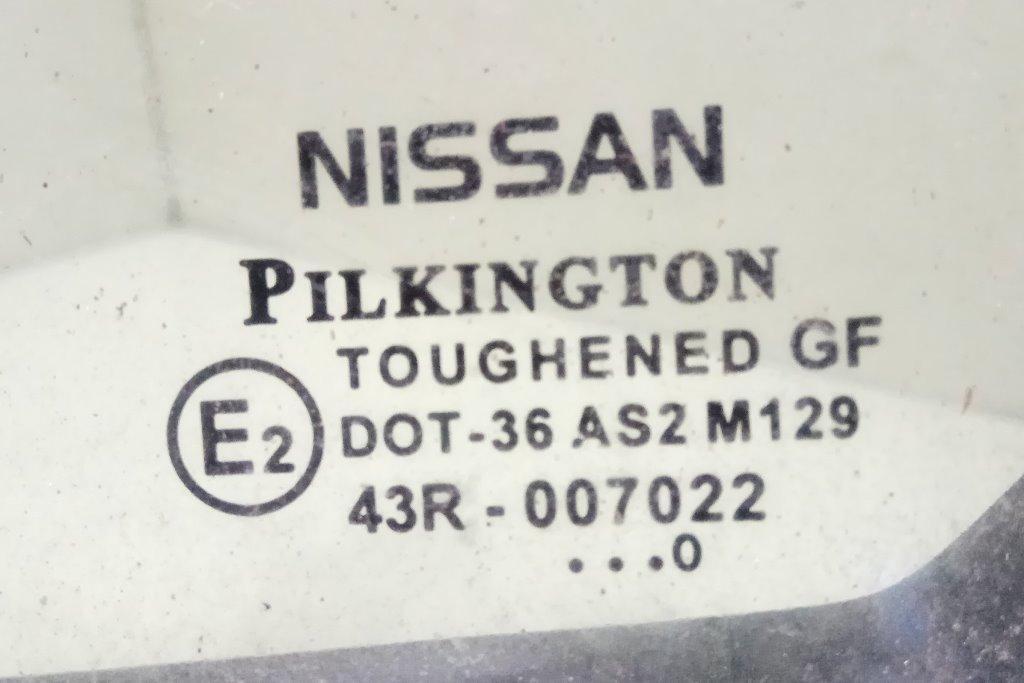 NISSAN
PILKINGTON
TOUGHENED GF
E2 DOT-36 AS2 M129
43R - 007022
...0